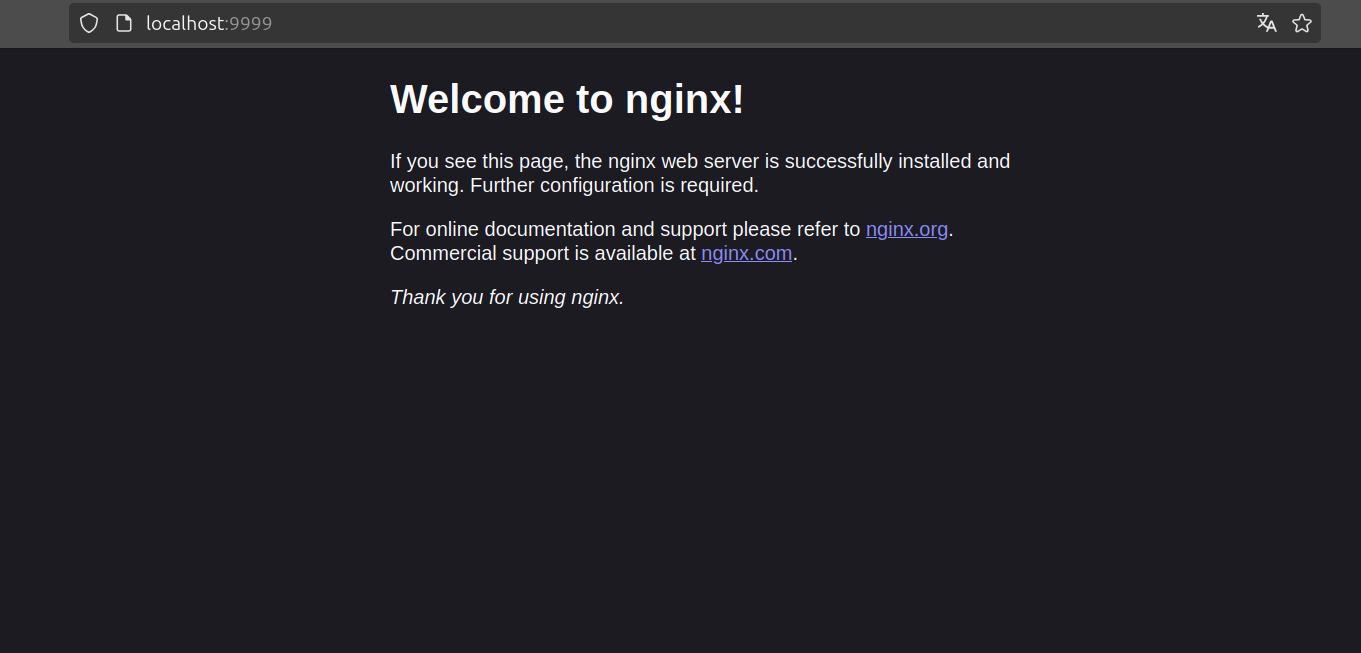 localhost:9999
Welcome to nginx!
If you see this page, the nginx web server is successfully installed and
working. Further configuration is required.
For online documentation and support please refer to nginx.org.
Commercial support is available at nginx.com.
Thank you for using nginx.